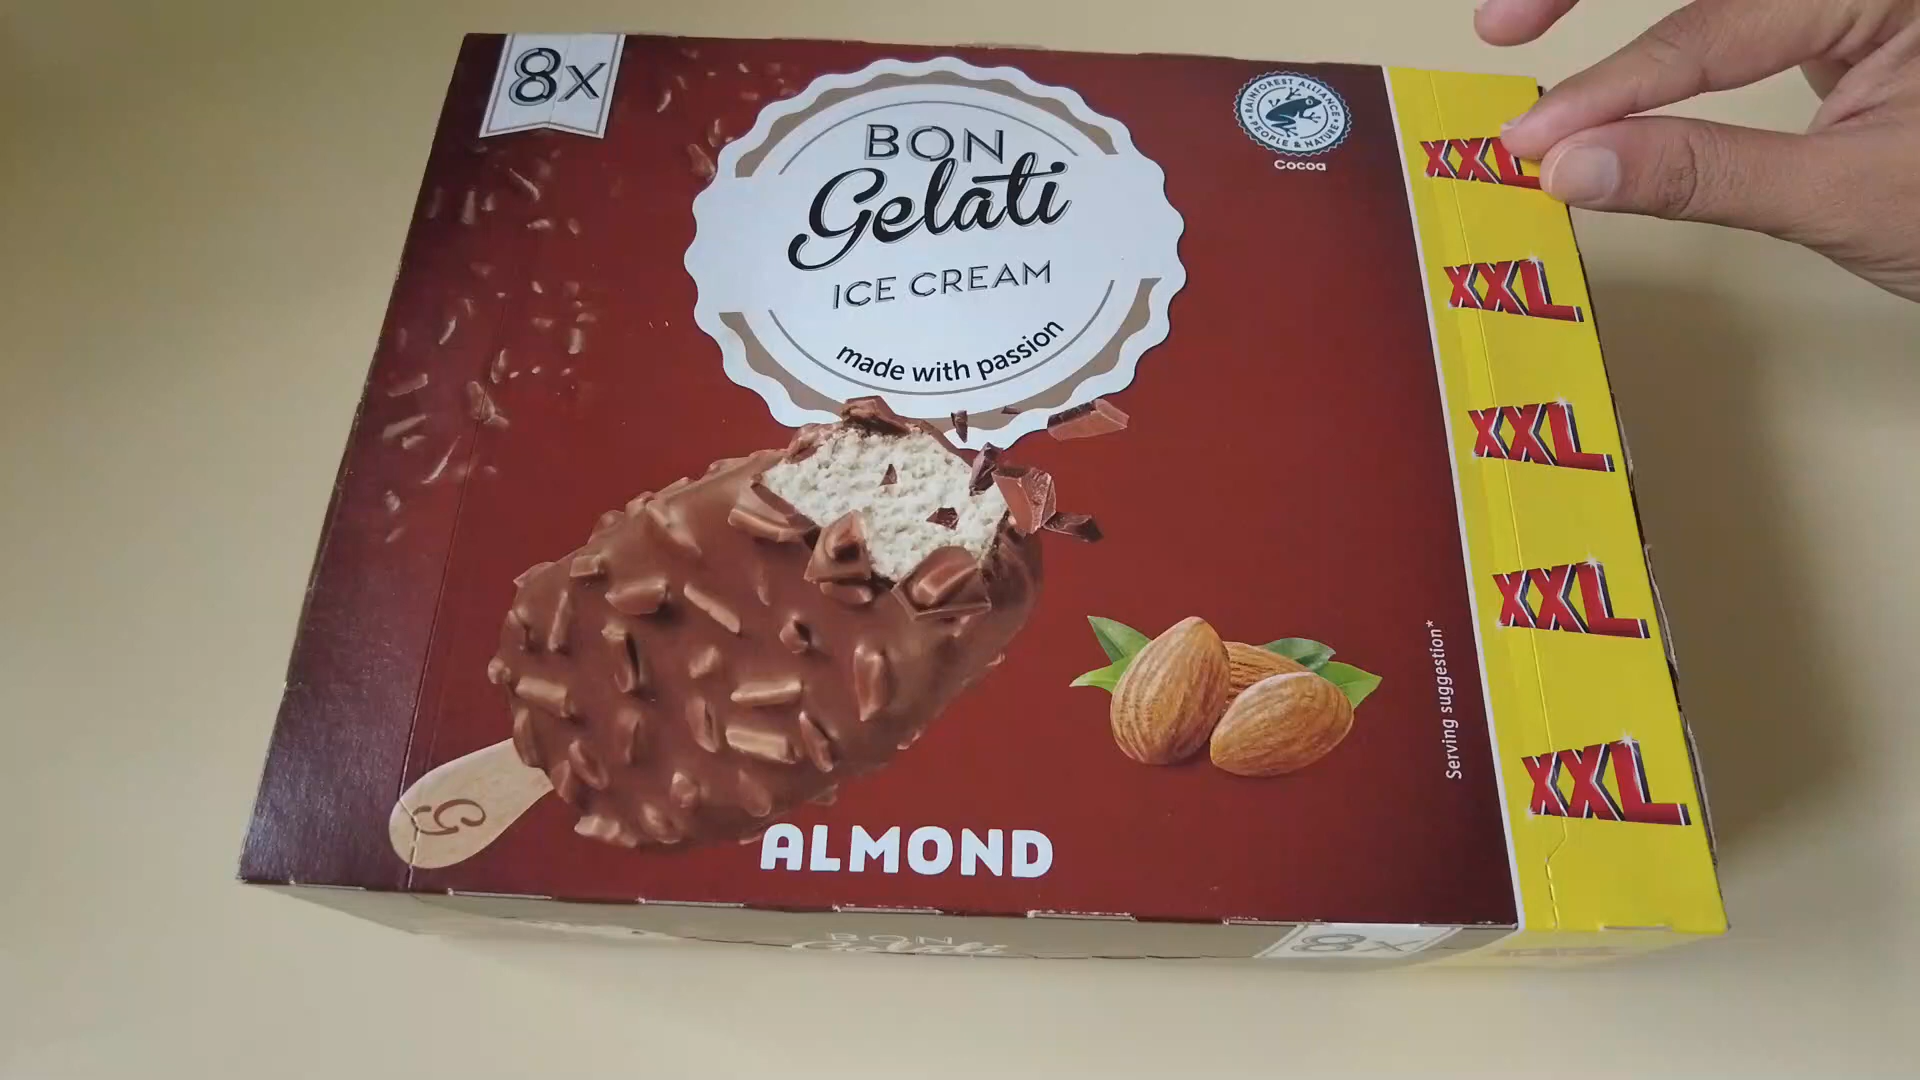 8x
BON
Gelati
ICE CREAM
made with passion
RAINFOREST ALLIANCE
PEOPLE & NATURE
Cocoa
XXL
XXL
XXL
XXL
XXL
Serving suggestion*
G
ALMOND
BON
Gelati
8x